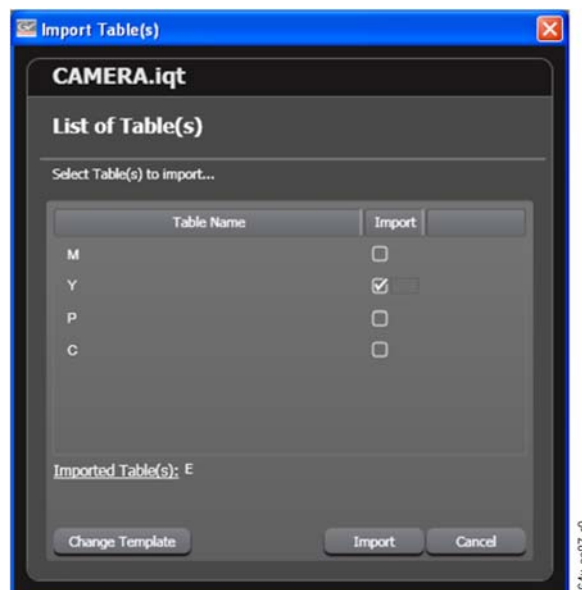 Import Table(s)
CAMERA.iqt
List of Table(s)
Select Table(s) to import...
Table Name Import
M
Y
P
C
Imported Table(s): E
Change Template Import Cancel